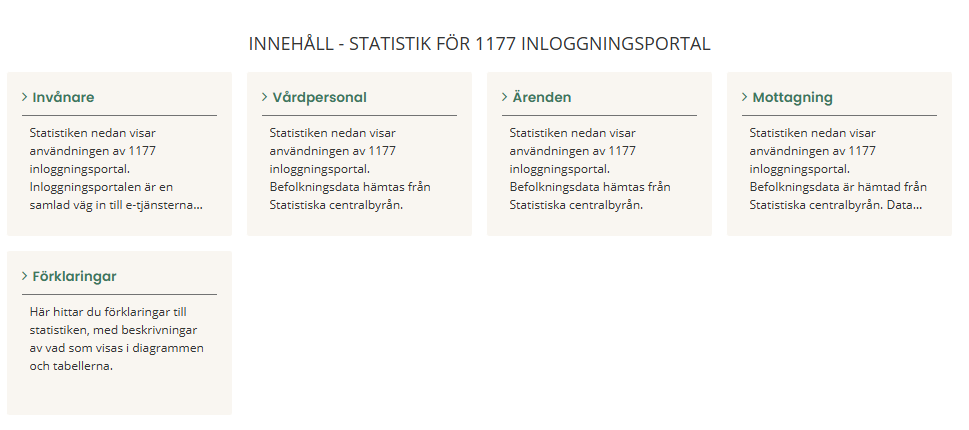 INNEHÅLL - STATISTIK FÖR 1177 INLOGGNINGSPORTAL
Invånare
Statistiken nedan visar
användningen av 1177
inloggningsportal.
Inloggningsportalen är en
samlad väg in till e-tjänsterna...
Vårdpersonal
Statistiken nedan visar
användningen av 1177
inloggningsportal.
Befolkningsdata hämtas från
Statistiska centralbyrån.
Ärenden
Statistiken nedan visar
användningen av 1177
inloggningsportal.
Befolkningsdata hämtas från
Statistiska centralbyrån.
Mottagning
Statistiken nedan visar
användningen av 1177
inloggningsportal.
Befolkningsdata är hämtad från
Statistiska centralbyrån. Data...
Förklaringar
Här hittar du förklaringar till
statistiken, med beskrivningar
av vad som visas i diagrammen
och tabellerna.